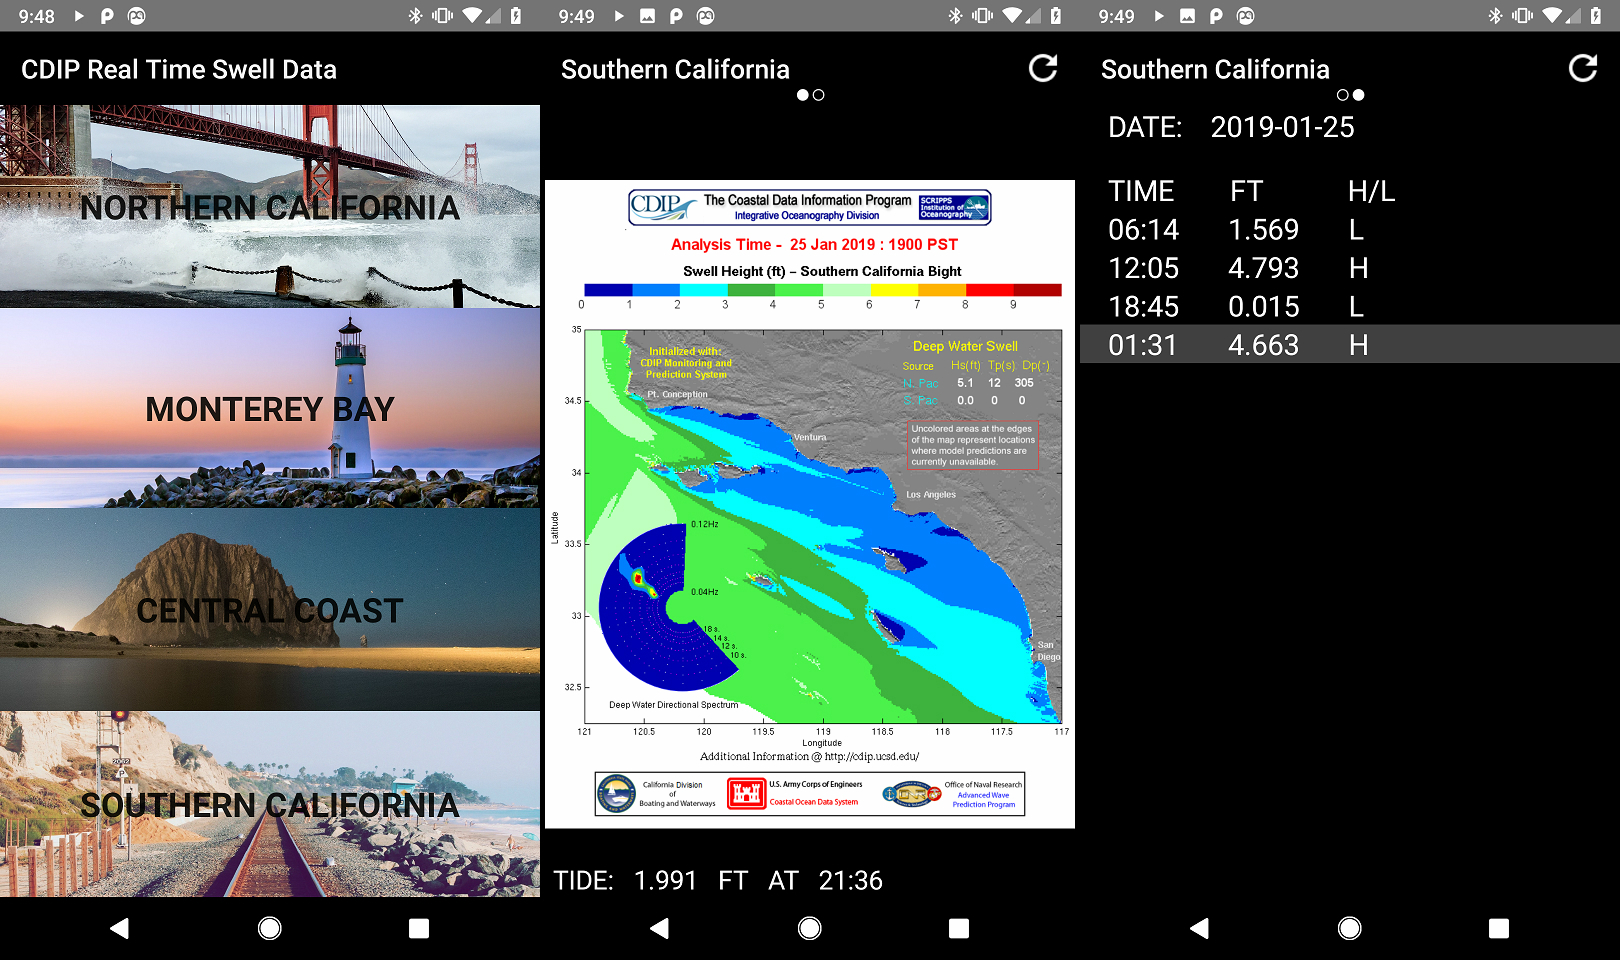 9:48
CDIP Real Time Swell Data
NORTHERN CALIFORNIA
MONTEREY BAY
CENTRAL COAST
SOUTHERN CALIFORNIA
9:49
Southern California
CDIP
The Coastal Data Information Program
Integrative Oceanography Division
SCRIPPS
Institution of
Oceanography
Analysis Time - 25 Jan 2019 : 1900 PST
Swell Height (ft) – Southern California Bight
0 1 2 3 4 5 6 7 8 9
Initialized with:
CDIP Monitoring and
Prediction System
Deep Water Swell
Source Hs(ft) Tp(s) Dp(°)
N. Pac 5.1 12 305
S. Pac 0.0 0 0
Uncolored areas at the edges
of the map represent locations
where model predictions are
currently unavailable.
Pt. Conception
Ventura
Los Angeles
San
Diego
35
34.5
34
33.5
33
32.5
Latitude
0.12Hz
0.04Hz
18 s.
14 s.
12 s.
10 s.
Deep Water Directional Spectrum
121 120.5 120 119.5 119 118.5 118 117.5 117
Longitude
Additional Information @ http://cdip.ucsd.edu/
California Division
of
Boating and Waterways
U.S. Army Corps of Engineers
Coastal Ocean Data System
Office of Naval Research
Advanced Wave
Prediction Program
TIDE: 1.991 FT AT 21:36
9:49
Southern California
DATE: 2019-01-25
TIME FT H/L
06:14 1.569 L
12:05 4.793 H
18:45 0.015 L
01:31 4.663 H